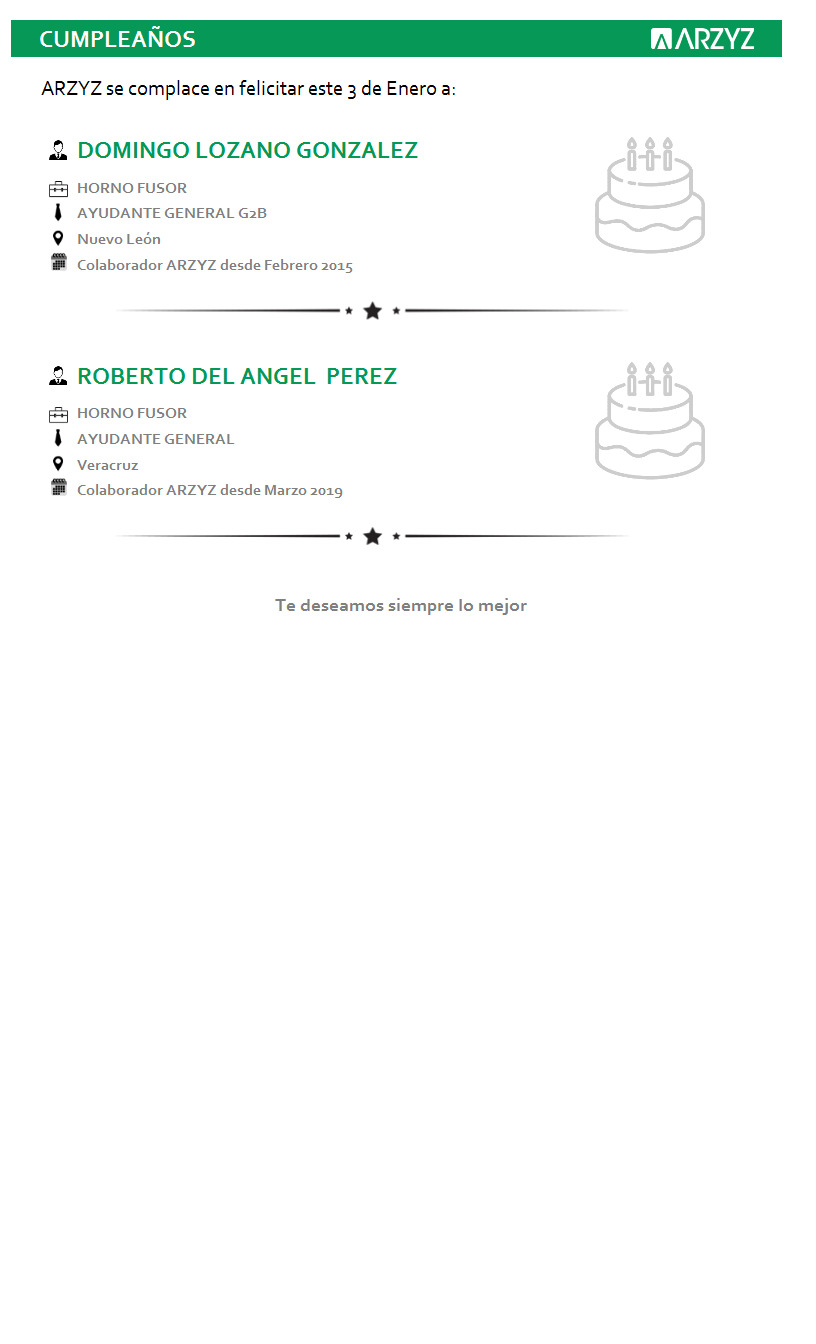 CUMPLEAÑOS
ARZYZ
ARZYZ se complace en felicitar este 3 de Enero a:
DOMINGO LOZANO GONZALEZ
HORNO FUSOR
AYUDANTE GENERAL G2B
Nuevo León
Colaborador ARZYZ desde Febrero 2015
ROBERTO DEL ANGEL  PEREZ
HORNO FUSOR
AYUDANTE GENERAL
Veracruz
Colaborador ARZYZ desde Marzo 2019
Te deseamos siempre lo mejor